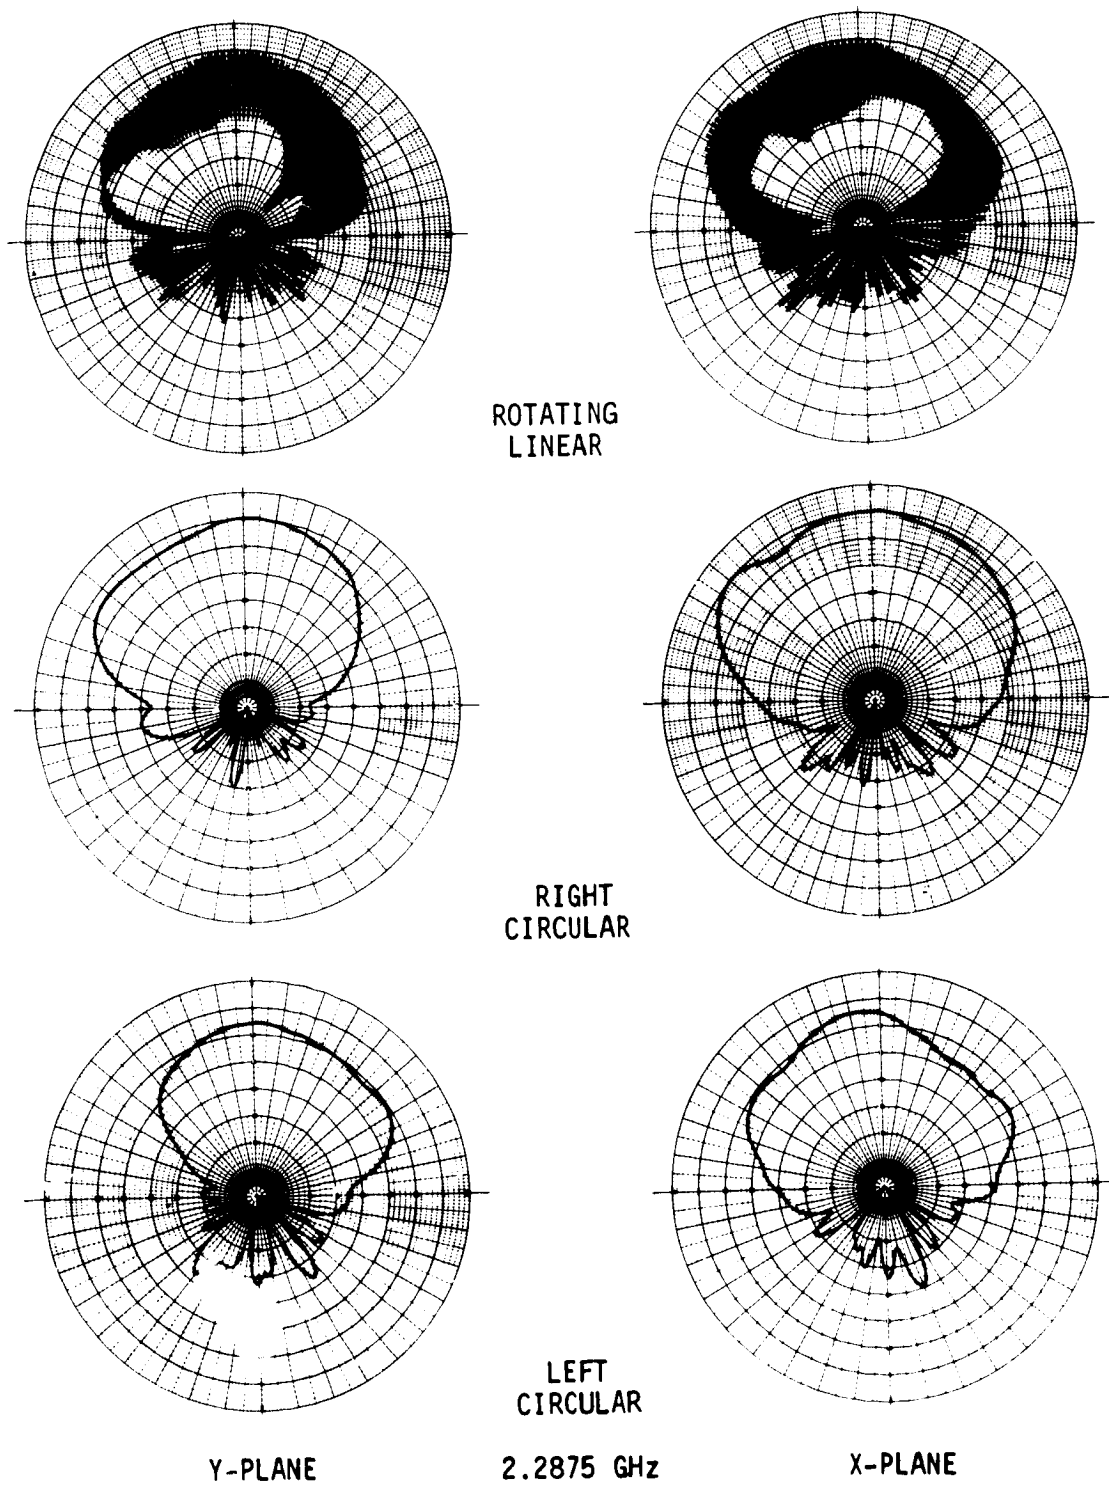 ROTATING
LINEAR
RIGHT
CIRCULAR
LEFT
CIRCULAR
Y-PLANE 2.2875 GHz X-PLANE